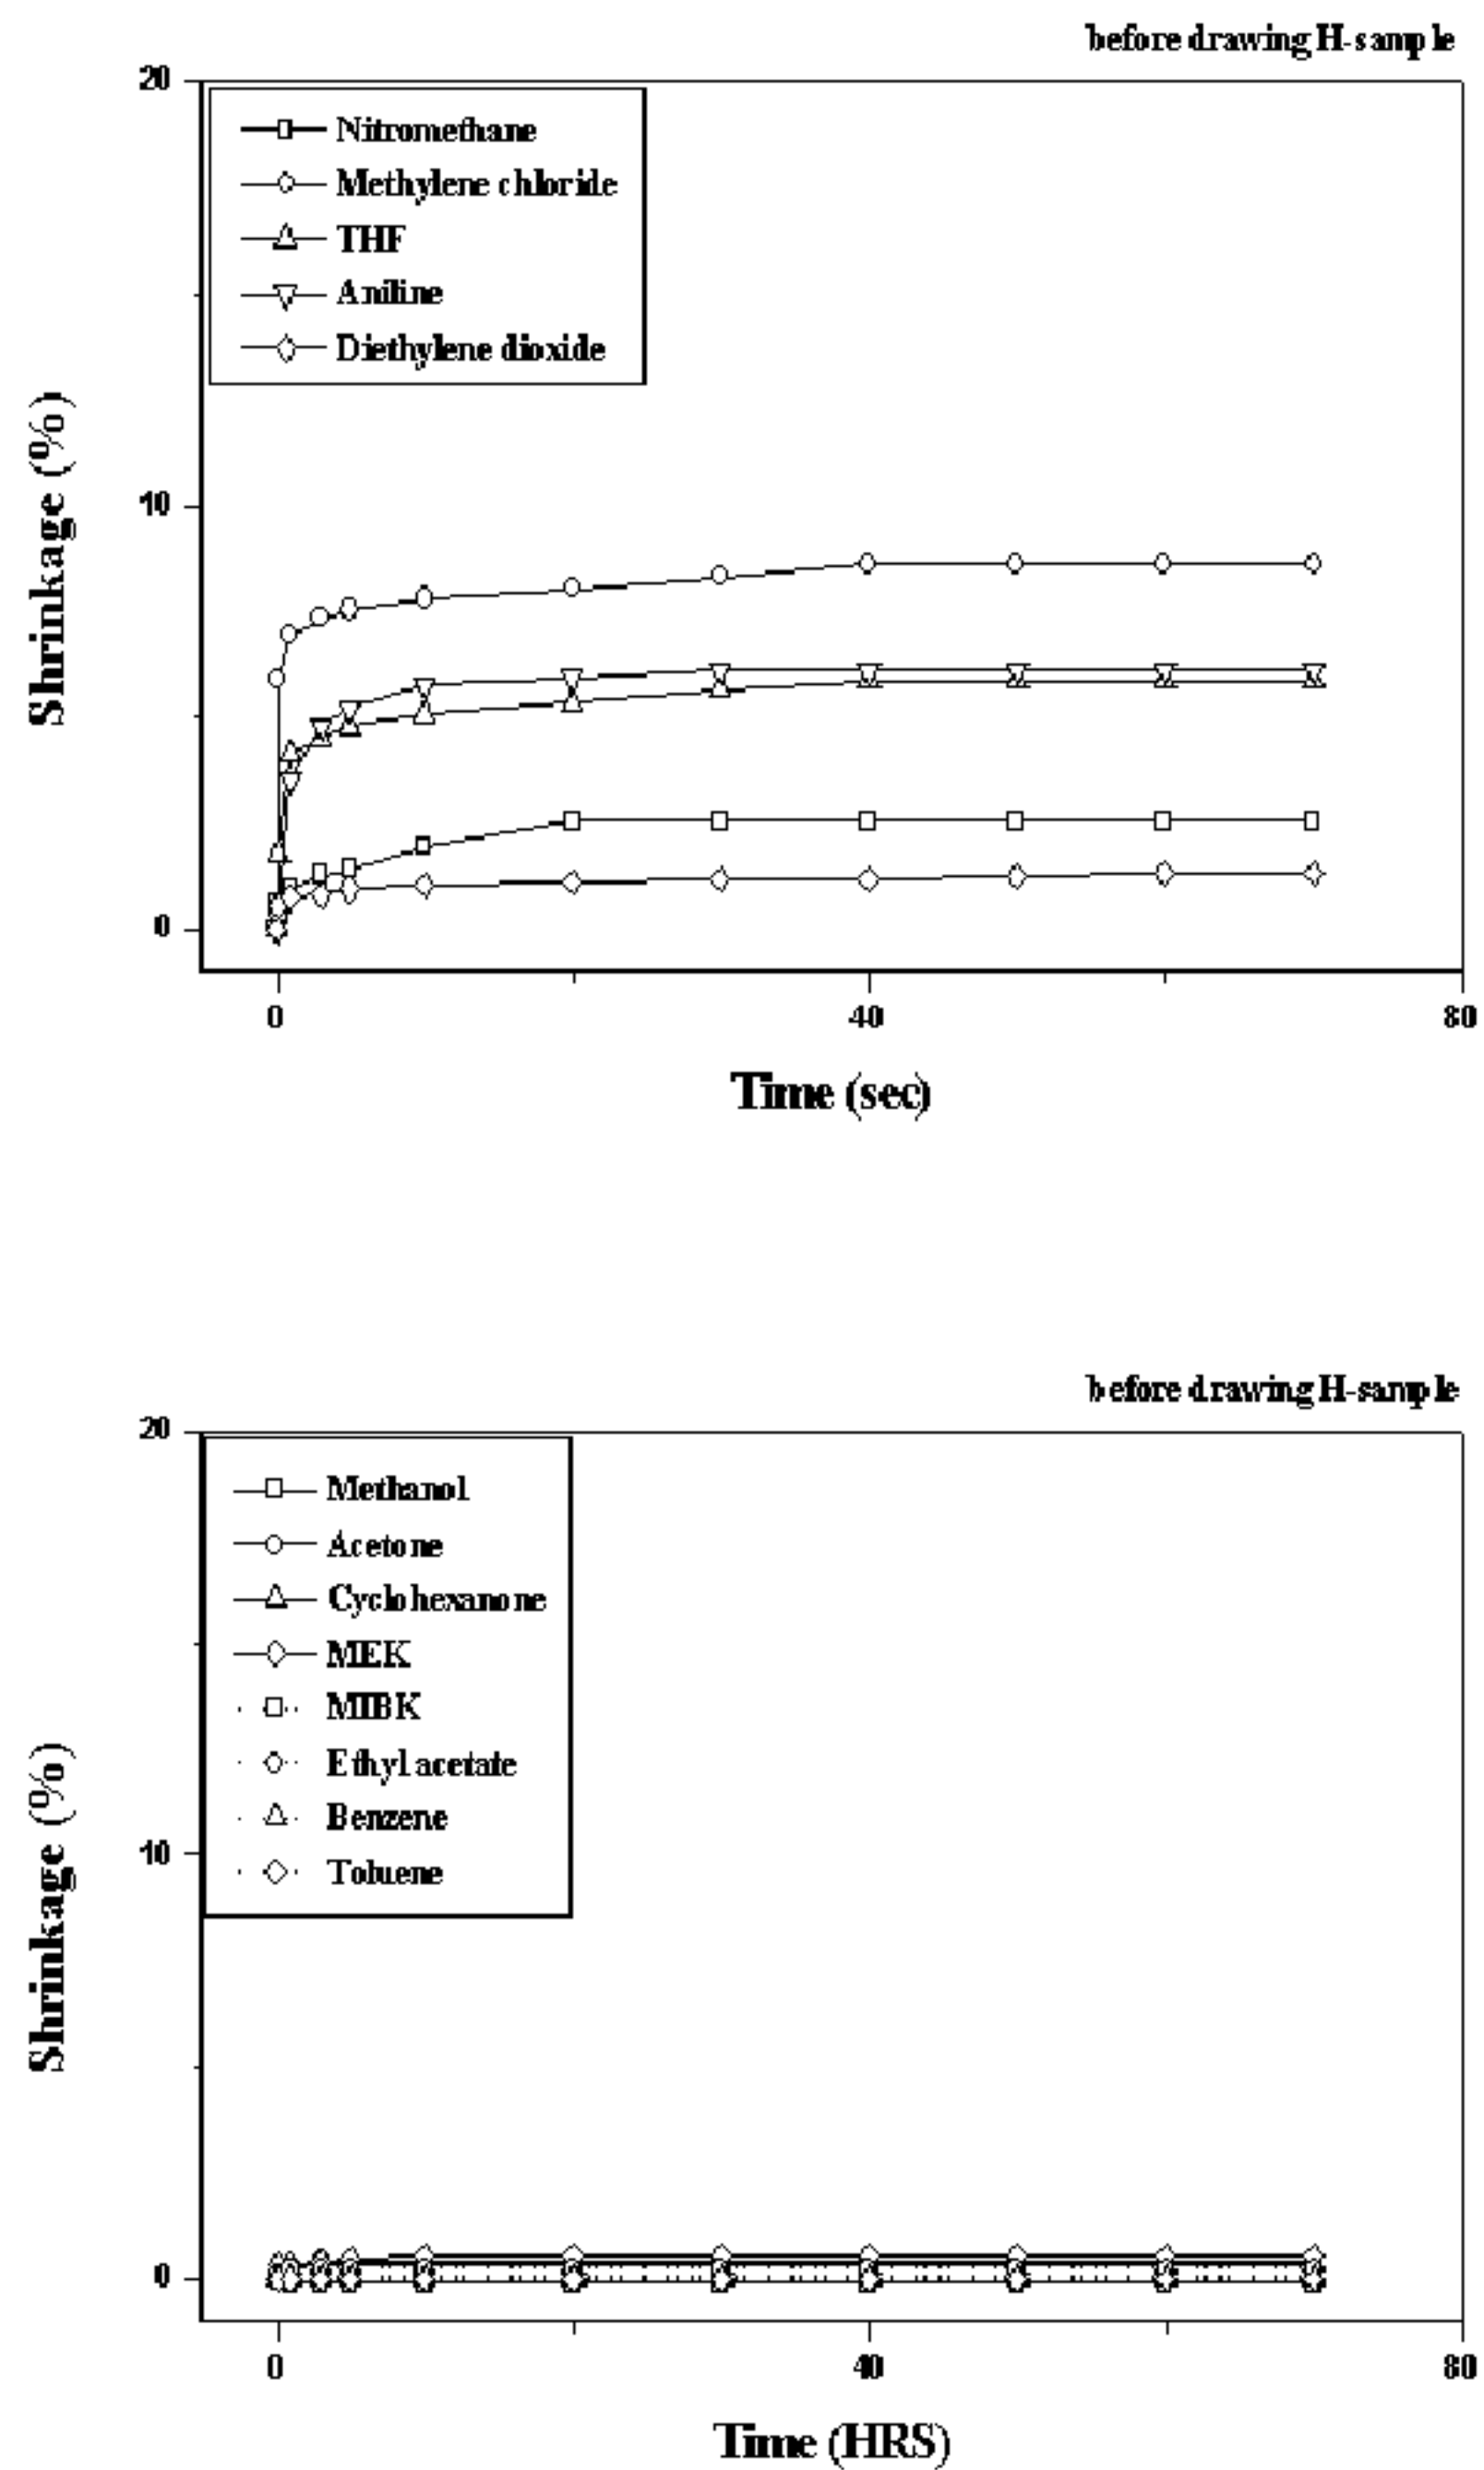 before drawing H-sample
20
Nitromethane
Methylene chloride
THF
Aniline
Diethylene dioxide
Shrinkage (%)
10
0
0 40 80
Time (sec)
before drawing H-sample
20
Methanol
Acetone
Cyclohexanone
MEK
MIBK
Ethyl acetate
Benzene
Toluene
Shrinkage (%)
10
0
0 40 80
Time (HRS)